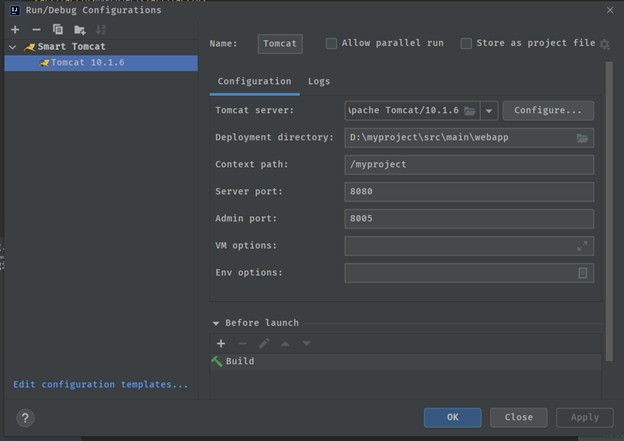 Run/Debug Configurations
Smart Tomcat
Tomcat 10.1.6
Name: Tomcat Allow parallel run Store as project file
Configuration Logs
Tomcat server: apache Tomcat/10.1.6 Configure...
Deployment directory: D:\myproject\src\main\webapp
Context path: /myproject
Server port: 8080
Admin port: 8005
VM options:
Env options:
Before launch
Build
Edit configuration templates...
? OK Close Apply